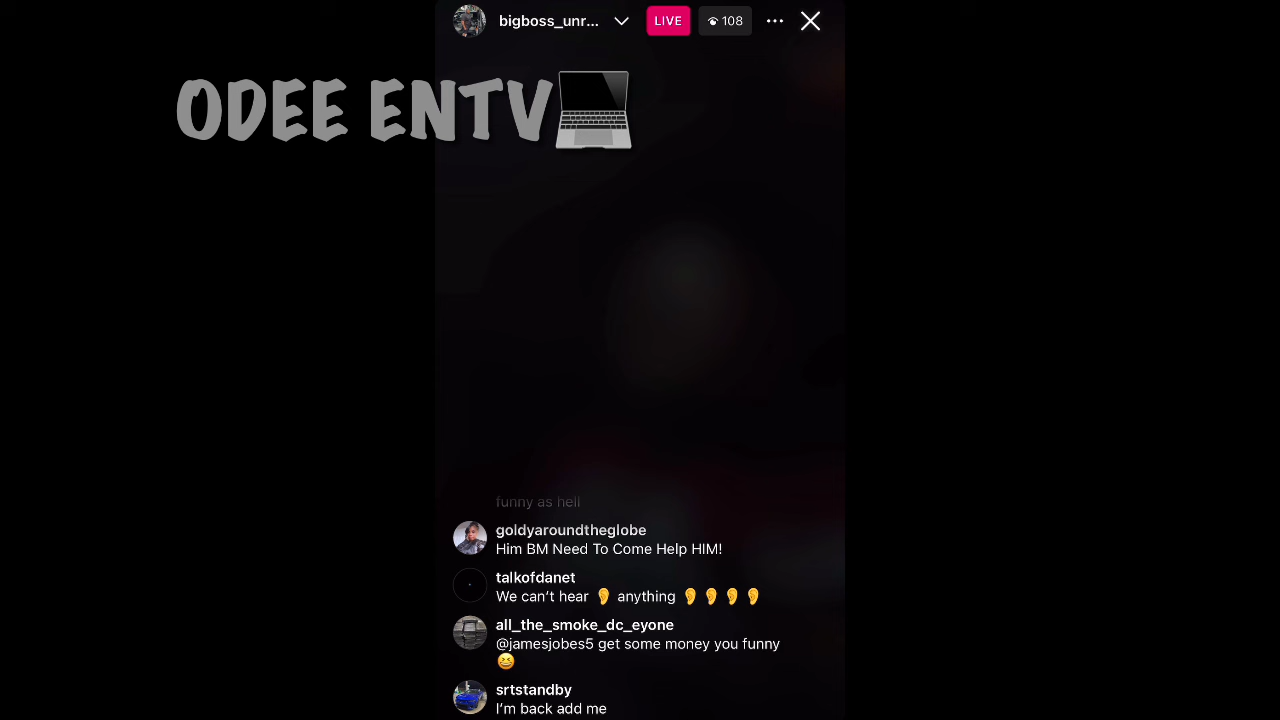 bigboss_unr...
LIVE
108
ODEE ENTV
funny as hell
goldyaroundtheglobe
Him BM Need To Come Help HIM!
talkofdanet
We can't hear 👂 anything 👂👂👂👂
all_the_smoke_dc_eyone
@jamesjobes5 get some money you funny
😆
srtstandby
I'm back add me